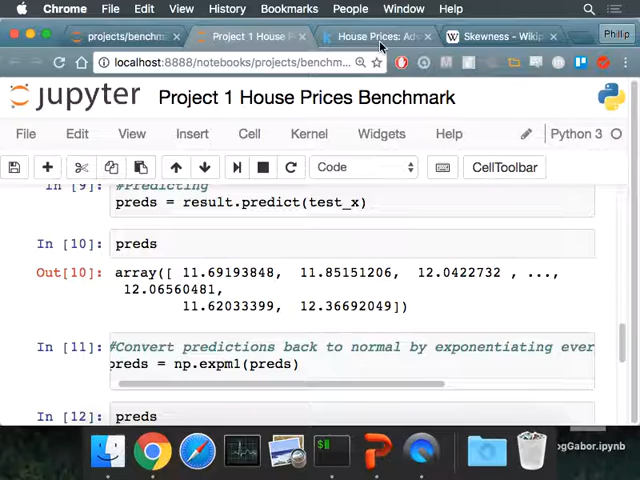 Chrome File Edit View History Bookmarks People Window Help
projects/benchm Project 1 House P House Prices: Adv Skewness - Wikip Phillip
localhost:8888/notebooks/projects/benchm...
jupyter Project 1 House Prices Benchmark
File Edit View Insert Cell Kernel Widgets Help Python 3
Code CellToolbar
In [9]: #Predicting
preds = result.predict(test_x)
In [10]: preds
Out[10]: array([ 11.69193848, 11.85151206, 12.0422732 , ...,
12.06560481,
11.62033399, 12.36692049])
In [11]: #Convert predictions back to normal by exponentiating ever
preds = np.expm1(preds)
In [12]: preds
ogGabor.ipynb